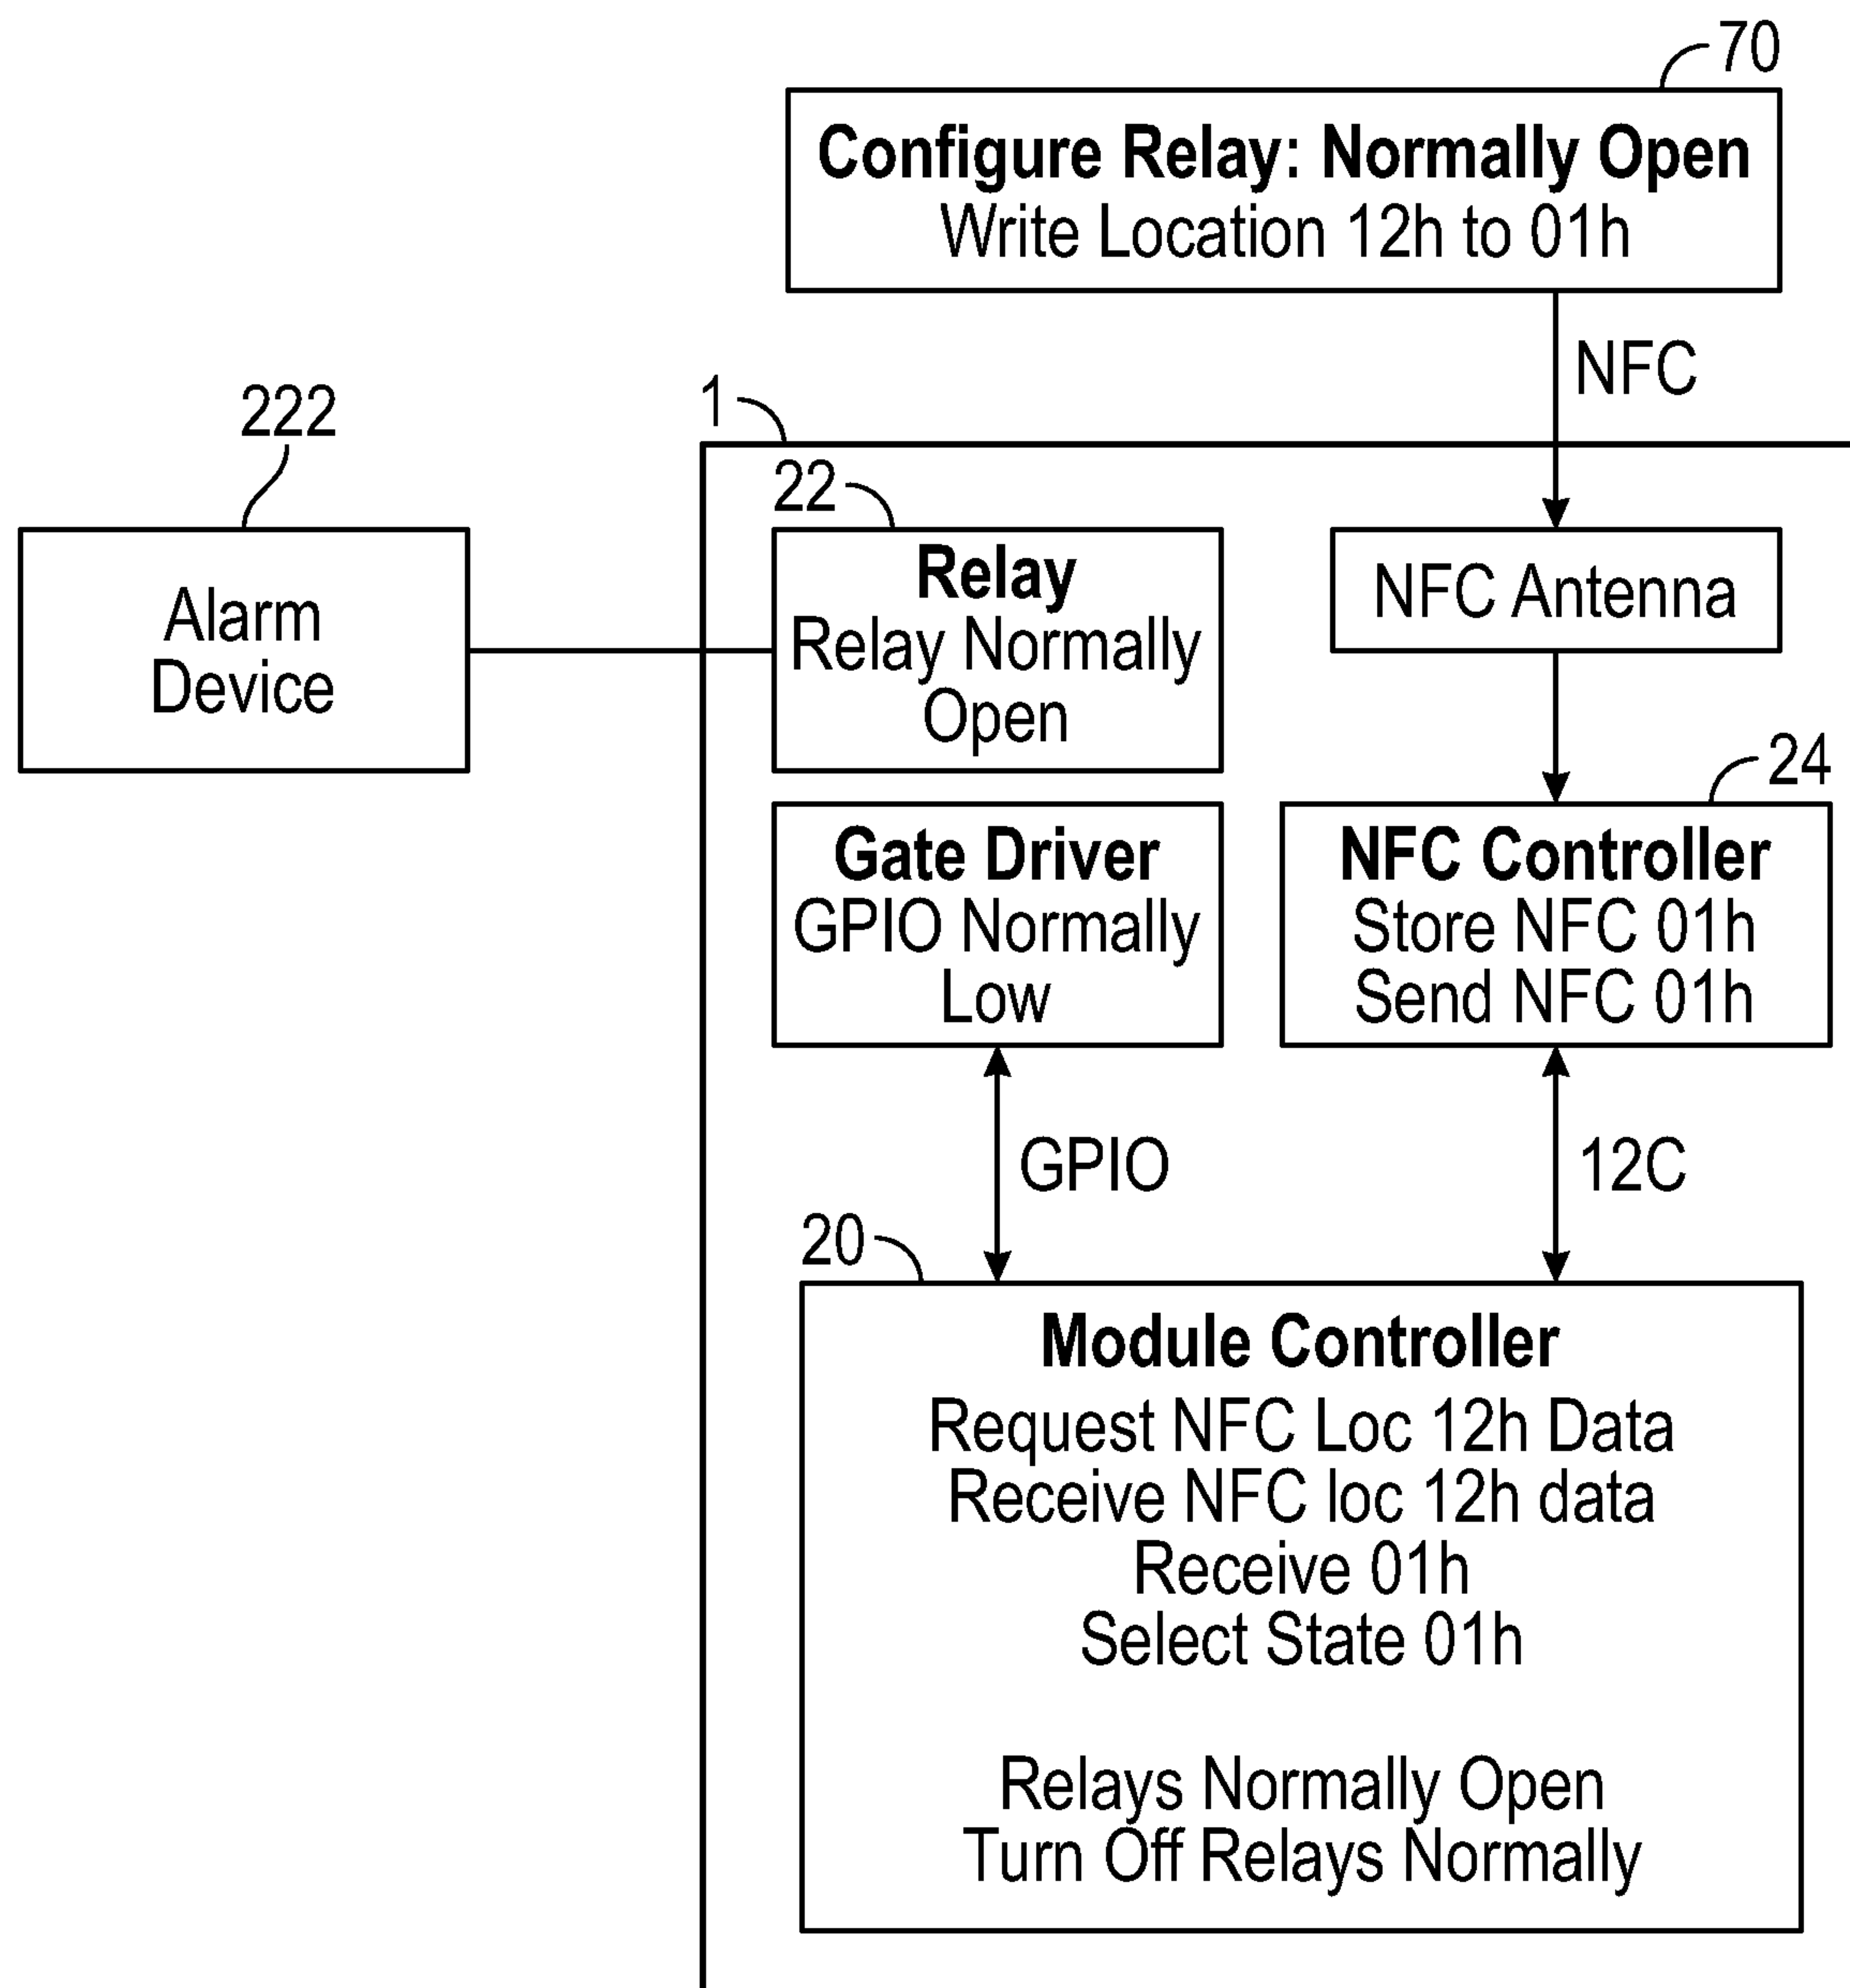 70
Configure Relay: Normally Open
Write Location 12h to 01h
NFC
1
222
Alarm
Device
22
Relay
Relay Normally
Open
NFC Antenna
Gate Driver
GPIO Normally
Low
24
NFC Controller
Store NFC 01h
Send NFC 01h
GPIO
12C
20
Module Controller
Request NFC Loc 12h Data
Receive NFC loc 12h data
Receive 01h
Select State 01h
Relays Normally Open
Turn Off Relays Normally